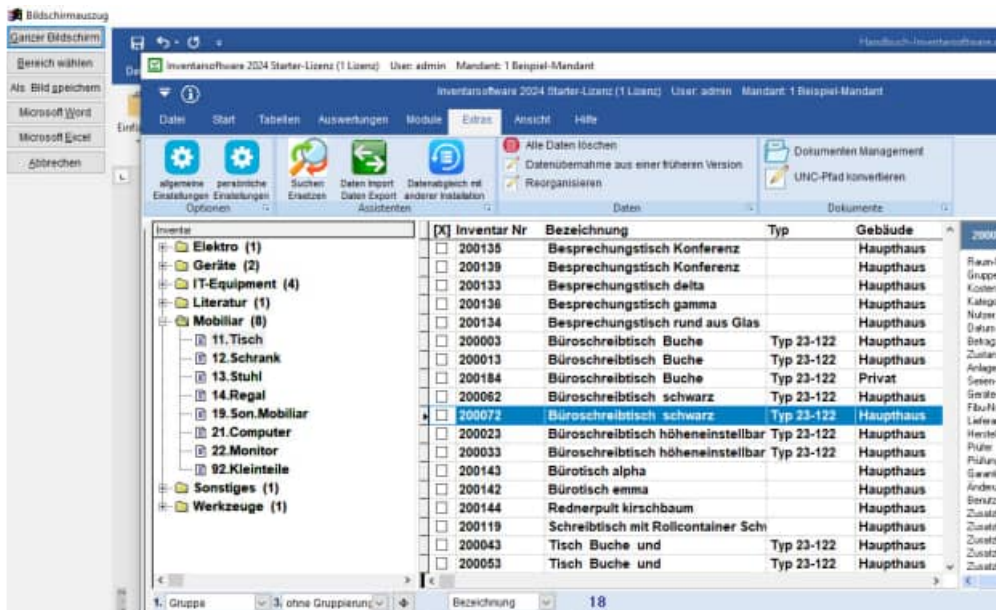 Bildschirmauszug
Ganzer Bildschirm
Bereich wählen
Als Bild speichern
Microsoft Word
Microsoft Excel
Abbrechen
Inventarsoftware 2024 Starter-Lizenz (1 Lizenz) User: admin Mandant: 1 Beispiel-Mandant
Inventarsoftware 2024 Starter-Lizenz (1 Lizenz) User: admin Mandant: 1 Beispiel-Mandant
Datei Start Tabellen Auswertungen Module Extras Ansicht Hilfe
allgemeine Einstellungen
persönliche Einstellungen
Optionen
Suchen Ersetzen
Daten Import Daten Export
Datenabgleich mit anderer Installation
Assistenten
Alle Daten löschen
Datenübernahme aus einer früheren Version
Reorganisieren
Daten
Dokumenten Management
UNC-Pfad konvertieren
Dokumente
Inventar
Elektro (1)
Geräte (2)
IT-Equipment (4)
Literatur (1)
Mobiliar (8)
11.Tisch
12.Schrank
13.Stuhl
14.Regal
19.Son.Mobiliar
21.Computer
22.Monitor
92.Kleinteile
Sonstiges (1)
Werkzeuge (1)
[X] Inventar Nr Bezeichnung Typ Gebäude
200135 Besprechungstisch Konferenz Haupthaus
200139 Besprechungstisch Konferenz Haupthaus
200133 Besprechungstisch delta Haupthaus
200136 Besprechungstisch gamma Haupthaus
200134 Besprechungstisch rund aus Glas Haupthaus
200003 Büroschreibtisch Buche Typ 23-122 Haupthaus
200013 Büroschreibtisch Buche Typ 23-122 Haupthaus
200184 Büroschreibtisch Buche Typ 23-122 Privat
200062 Büroschreibtisch schwarz Typ 23-122 Haupthaus
200072 Büroschreibtisch schwarz Typ 23-122 Haupthaus
200023 Büroschreibtisch höheneinstellbar Typ 23-122 Haupthaus
200033 Büroschreibtisch höheneinstellbar Typ 23-122 Haupthaus
200143 Bürotisch alpha Haupthaus
200142 Bürotisch emma Haupthaus
200144 Rednerpult kirschbaum Haupthaus
200119 Schreibtisch mit Rollcontainer Haupthaus
200043 Tisch Buche und Typ 23-122 Haupthaus
200053 Tisch Buche und Typ 23-122 Haupthaus
1. Gruppe 3. ohne Gruppierung Bezeichnung 18